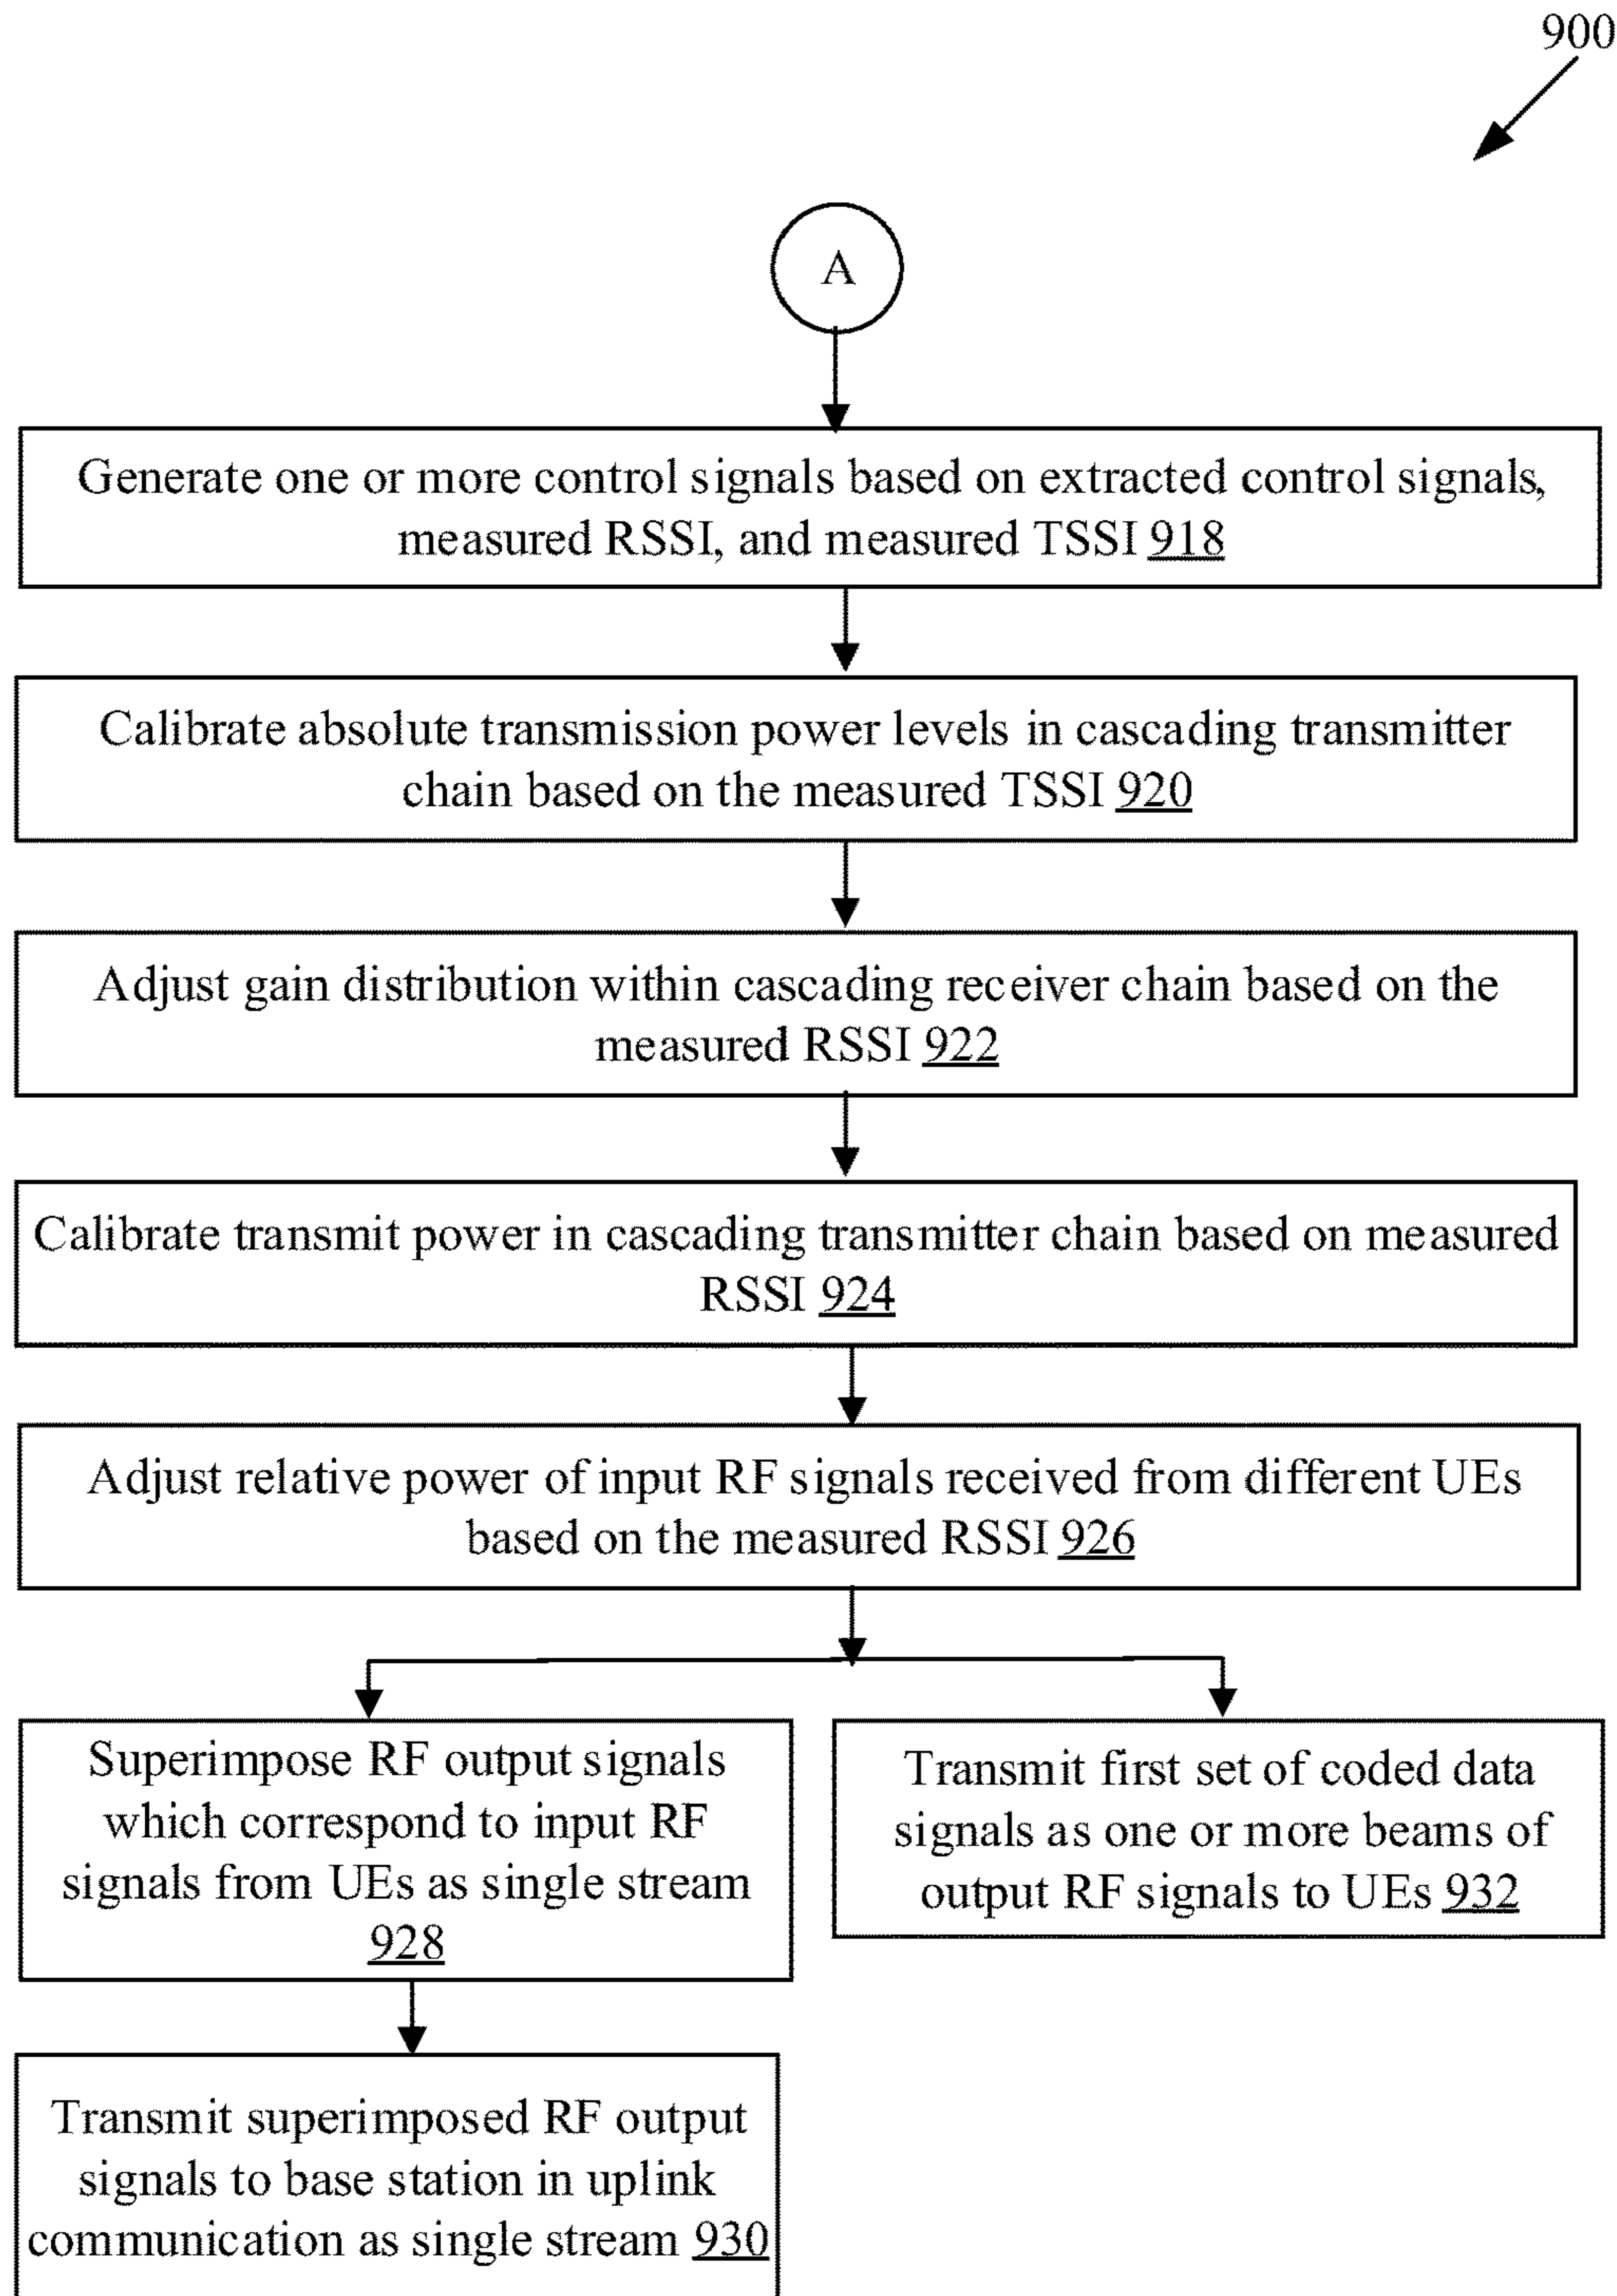 900
A
Generate one or more control signals based on extracted control signals,
measured RSSI, and measured TSSI 918
Calibrate absolute transmission power levels in cascading transmitter
chain based on the measured TSSI 920
Adjust gain distribution within cascading receiver chain based on the
measured RSSI 922
Calibrate transmit power in cascading transmitter chain based on measured
RSSI 924
Adjust relative power of input RF signals received from different UEs
based on the measured RSSI 926
Superimpose RF output signals
which correspond to input RF
signals from UEs as single stream
928
Transmit first set of coded data
signals as one or more beams of
output RF signals to UEs 932
Transmit superimposed RF output
signals to base station in uplink
communication as single stream 930